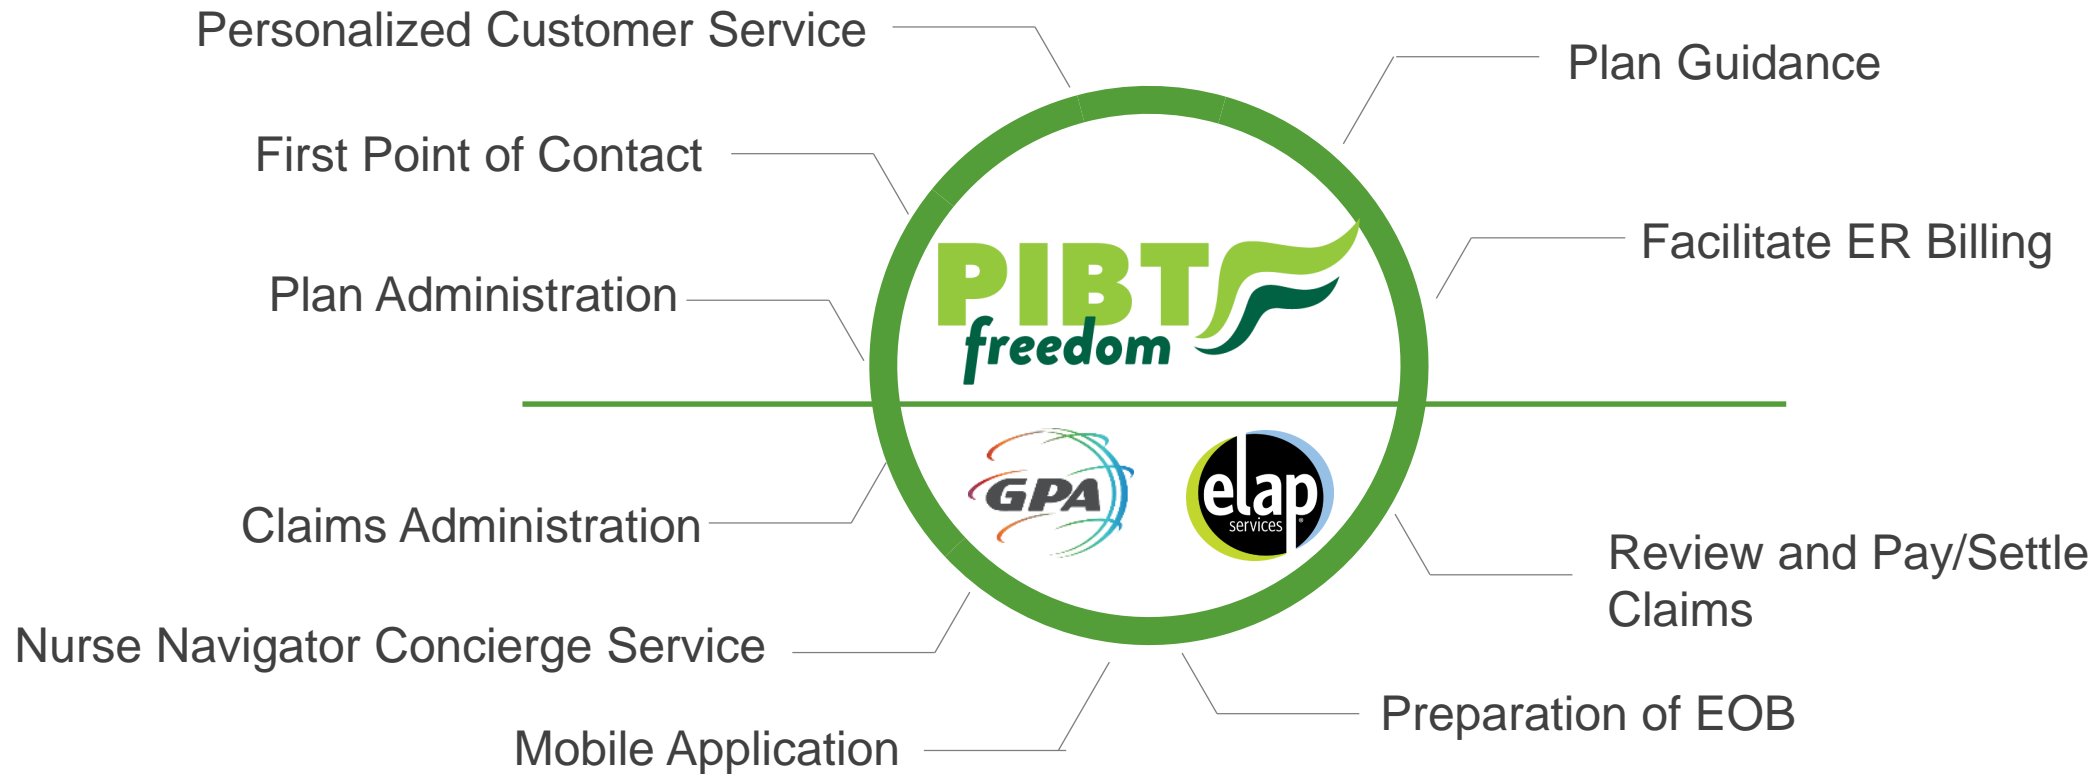 Personalized Customer Service
Plan Guidance
First Point of Contact
Facilitate ER Billing
Plan Administration
PIBT
freedom
GPA
elap
services
Claims Administration
Review and Pay/Settle
Claims
Nurse Navigator Concierge Service
Preparation of EOB
Mobile Application